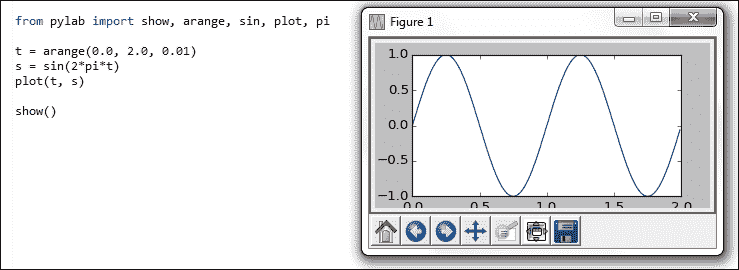 from pylab import show, arange, sin, plot, pi
t = arange(0.0, 2.0, 0.01)
s = sin(2*pi*t)
plot(t, s)
show()
Figure 1
1.0
0.5
0.0
−0.5
−1.0
0.0 0.5 1.0 1.5 2.0